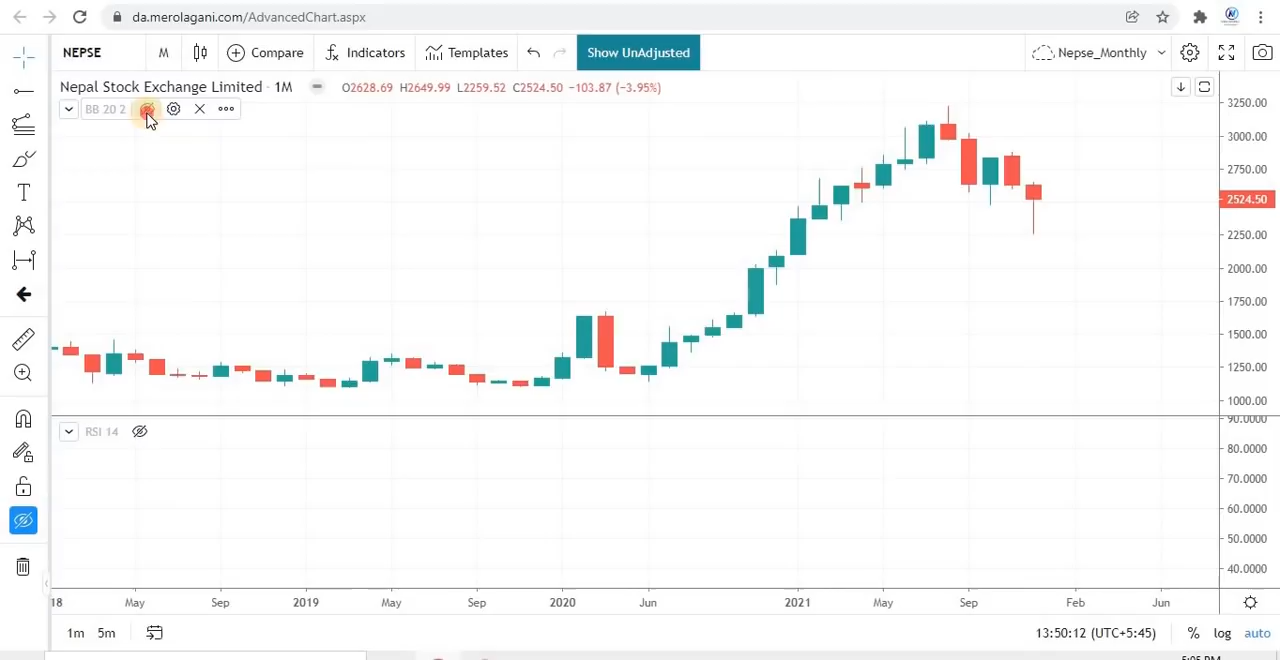 da.merolagani.com/AdvancedChart.aspx
NEPSE M Compare Indicators Templates Show UnAdjusted Nepse_Monthly
Nepal Stock Exchange Limited · 1M O2628.69 H2649.99 L2259.52 C2524.50 −103.87 (−3.95%)
BB 20 2
3250.00
3000.00
2750.00
2524.50
2250.00
2000.00
1750.00
1500.00
1250.00
1000.00
90.0000
RSI 14
80.0000
70.0000
60.0000
50.0000
40.0000
18 May Sep 2019 May Sep 2020 Jun 2021 May Sep Feb Jun
1m 5m 13:50:12 (UTC+5:45) % log auto